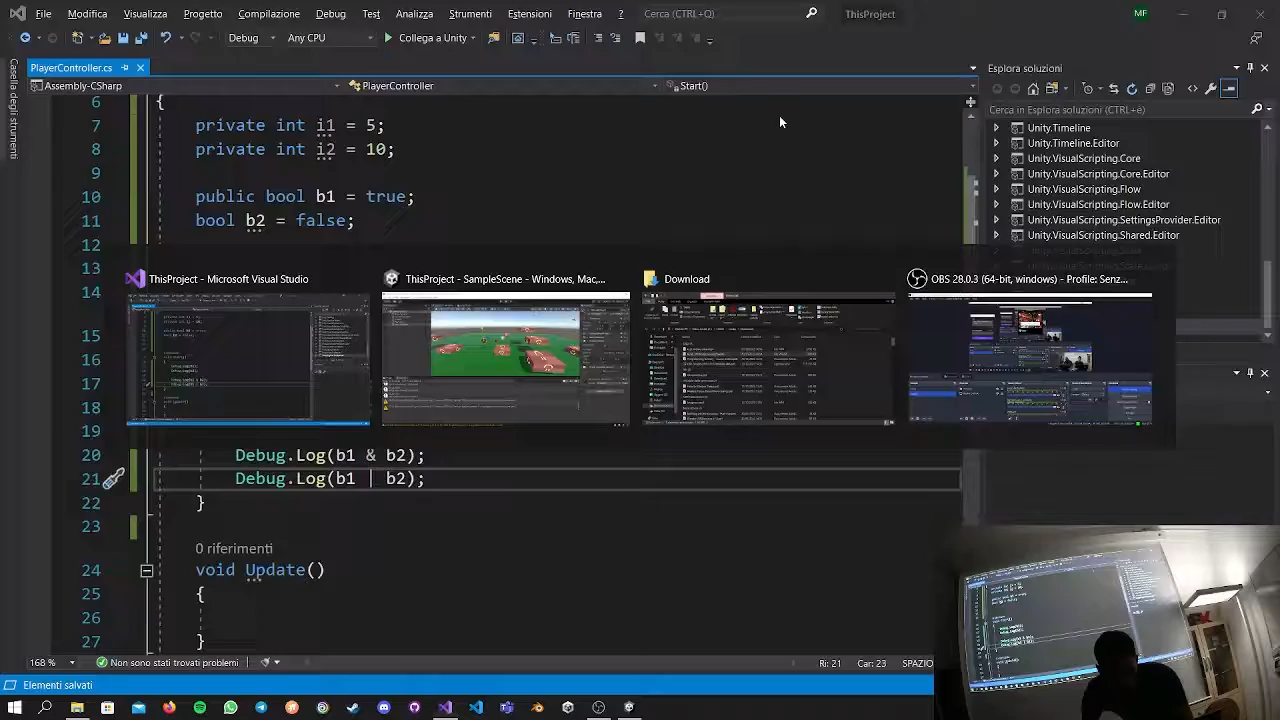 File Modifica Visualizza Git Progetto Compilazione Debug Test Analizza Strumenti Estensioni Finestra ? Cerca (CTRL+Q) ThisProject MF
Debug Any CPU Collega a Unity
PlayerController.cs
Esplora soluzioni
Assembly-CSharp PlayerController Start()
Casella degli strumenti
Cerca in Esplora soluzioni (CTRL+è)
6 {
7 private int i1 = 5;
8 private int i2 = 10;
9
10 public bool b1 = true;
11 bool b2 = false;
12
13
14
15
16
17
18
19
20 Debug.Log(b1 & b2);
21 Debug.Log(b1 | b2);
22 }
23
0 riferimenti
24 void Update()
25 {
26
27 }
Unity.Timeline
Unity.Timeline.Editor
Unity.VisualScripting.Core
Unity.VisualScripting.Core.Editor
Unity.VisualScripting.Flow
Unity.VisualScripting.Flow.Editor
Unity.VisualScripting.SettingsProvider.Editor
Unity.VisualScripting.Shared.Editor
ThisProject - Microsoft Visual Studio
ThisProject - SampleScene - Windows, Mac,...
Download
OBS 28.0.3 (64-bit, windows) - Profile: Senz...
168 % Non sono stati trovati problemi Ri: 21 Car: 23 SPAZIO
Elementi salvati